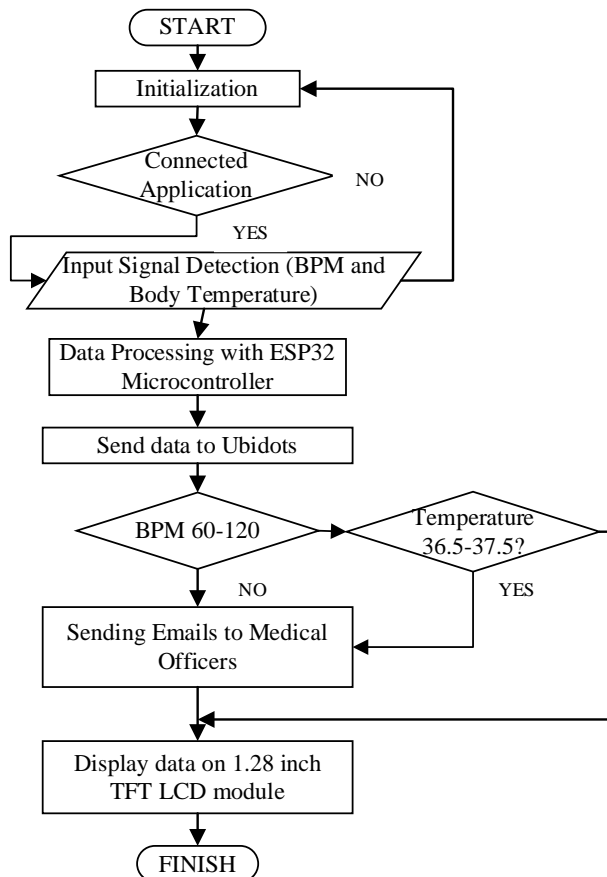 START
Initialization
Connected
Application
NO
YES
Input Signal Detection (BPM and
Body Temperature)
Data Processing with ESP32
Microcontroller
Send data to Ubidots
BPM 60-120
Temperature
36.5-37.5?
NO
YES
Sending Emails to Medical
Officers
Display data on 1.28 inch
TFT LCD module
FINISH